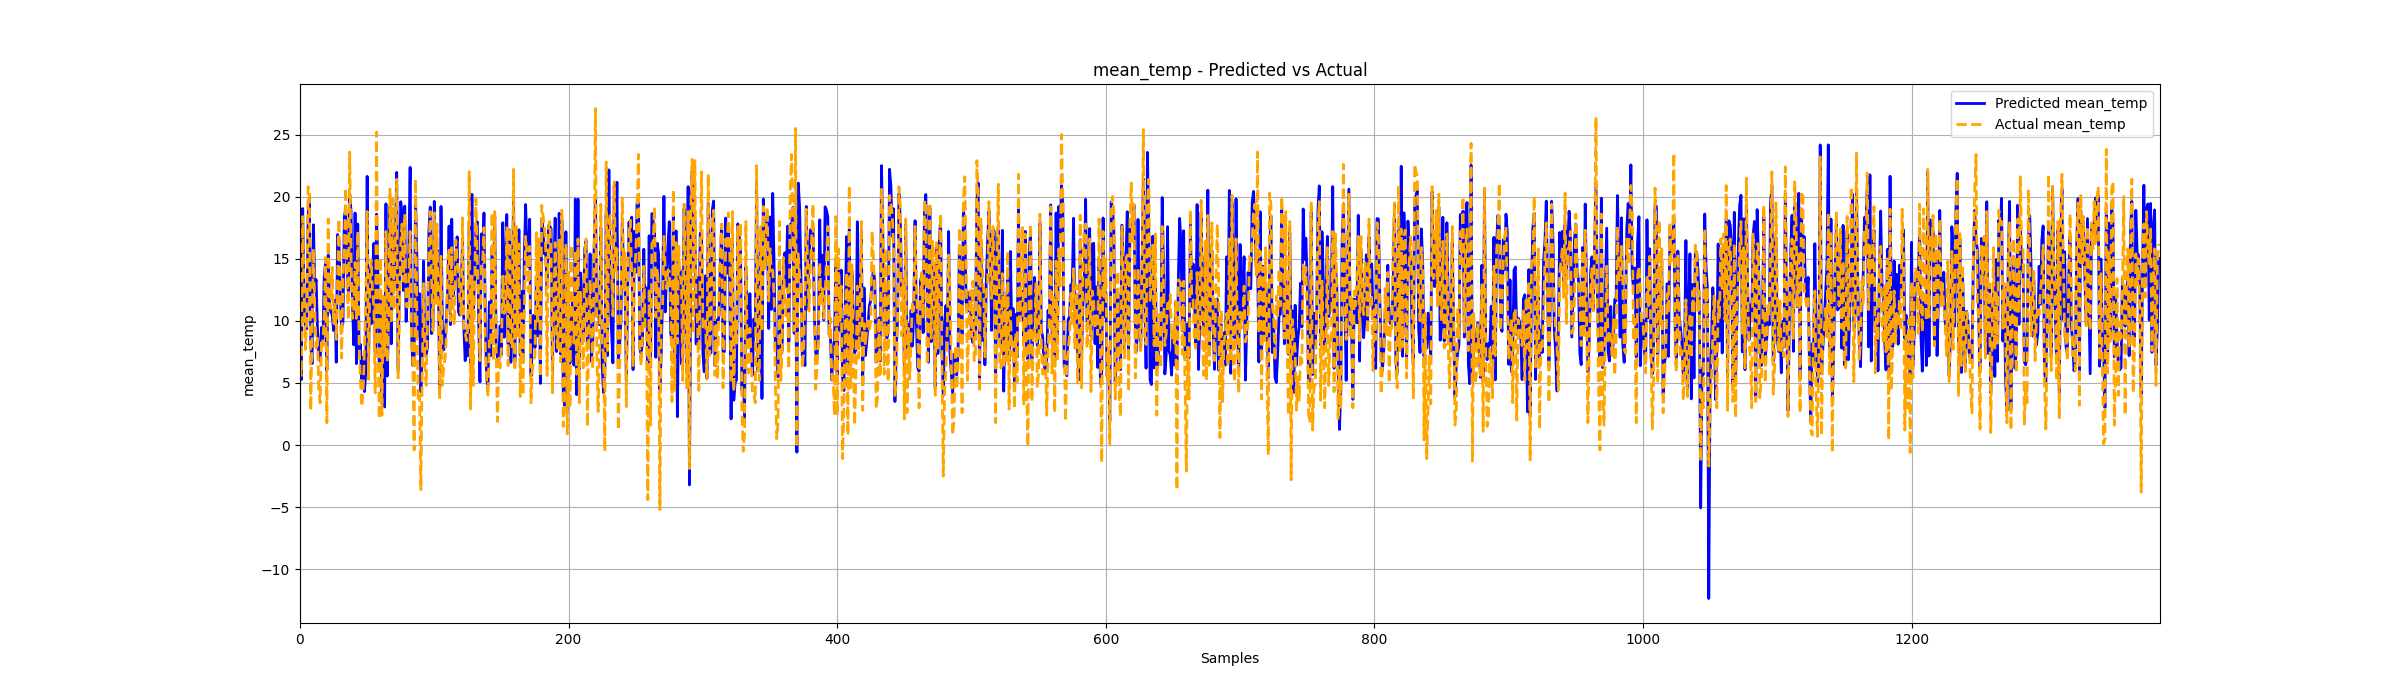 mean_temp - Predicted vs Actual
Predicted mean_temp
Actual mean_temp
25
20
15
10
5
0
−5
−10
mean_temp
0 200 400 600 800 1000 1200
Samples